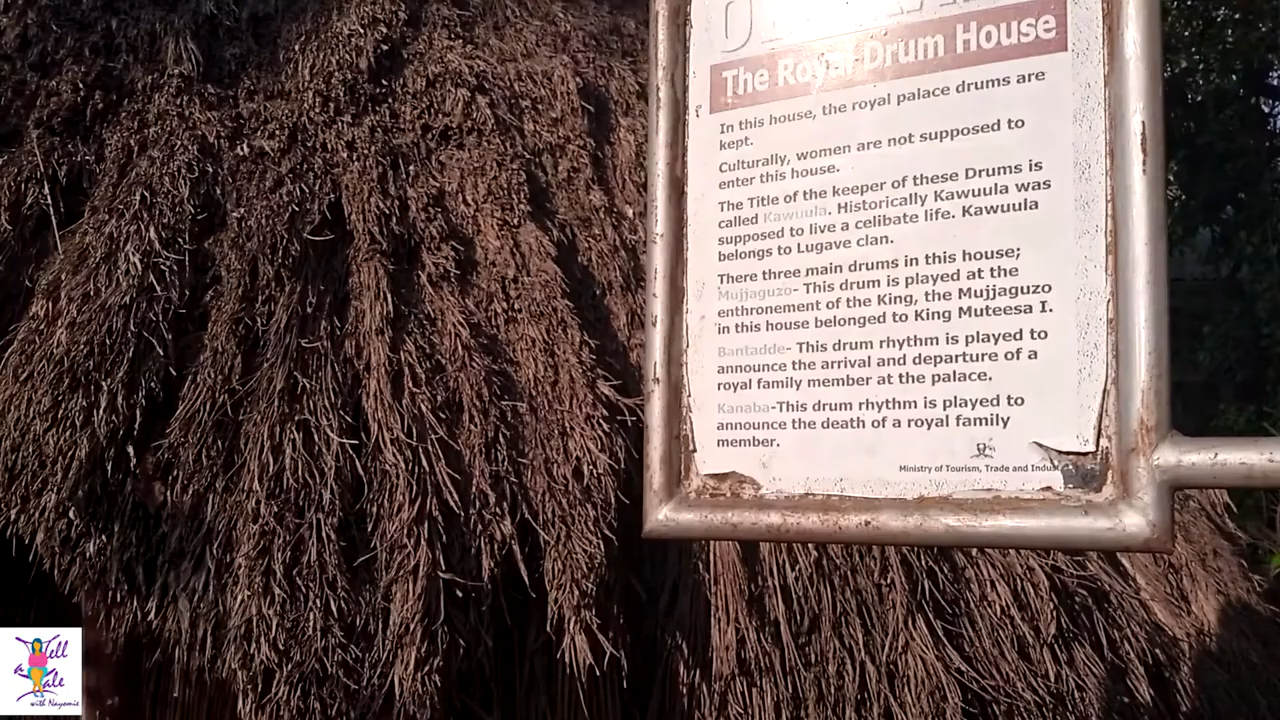 The Royal Drum House
In this house, the royal palace drums are
kept.
Culturally, women are not supposed to
enter this house.
The Title of the keeper of these Drums is
called Kawuula. Historically Kawuula was
supposed to live a celibate life. Kawuula
belongs to Lugave clan.
There three main drums in this house;
Mujjaguzo- This drum is played at the
enthronement of the King, the Mujjaguzo
in this house belonged to King Muteesa I.
Bantadde- This drum rhythm is played to
announce the arrival and departure of a
royal family member at the palace.
Kanaba-This drum rhythm is played to
announce the death of a royal family
member.
Ministry of Tourism, Trade and Indus
Tell
a Tale
with Nayomie